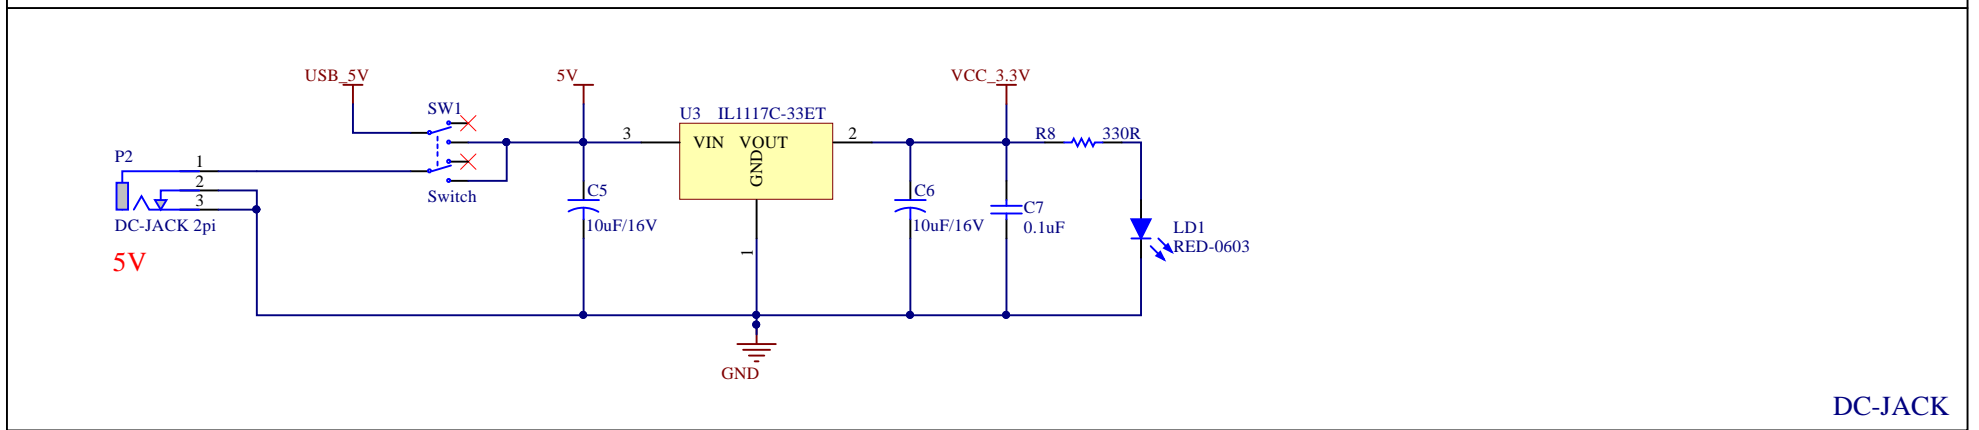 USB_5V
5V
VCC_3.3V
SW1
U3 IL1117C-33ET
3
VIN VOUT
GND
2
R8 330R
P2
1
2
3
DC-JACK 2pi
Switch
C5
10uF/16V
C6
10uF/16V
C7
0.1uF
LD1
RED-0603
5V
1
GND
DC-JACK